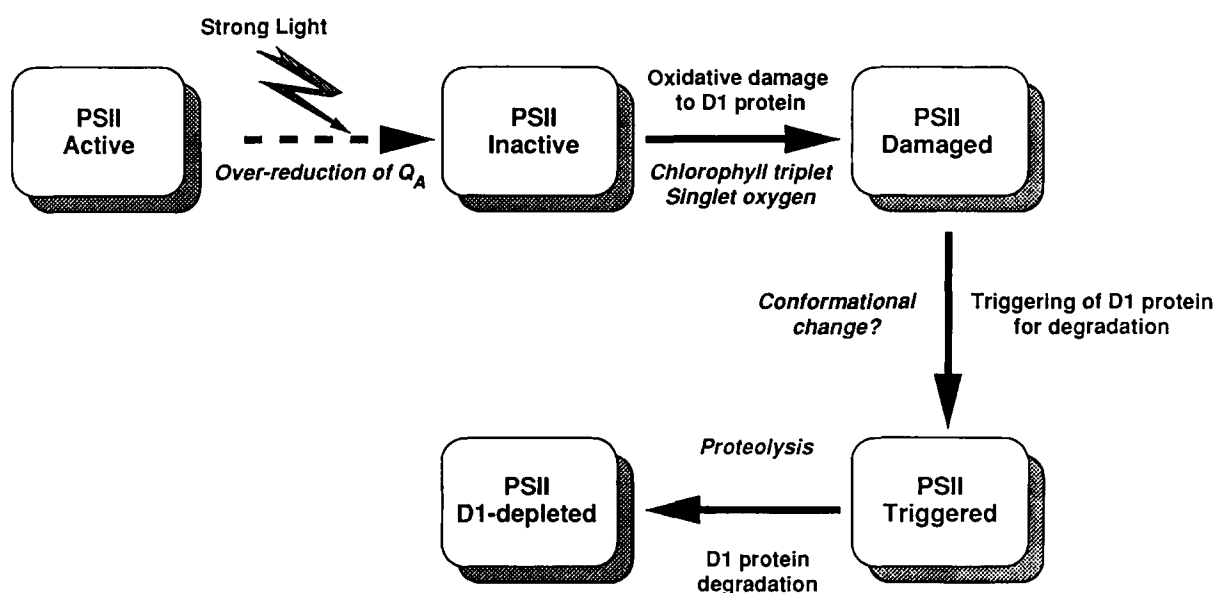 Strong Light
PSII
Active
Over-reduction of QA
PSII
Inactive
Oxidative damage
to D1 protein
Chlorophyll triplet
Singlet oxygen
PSII
Damaged
Conformational
change?
Triggering of D1 protein
for degradation
PSII
Triggered
Proteolysis
D1 protein
degradation
PSII
D1-depleted